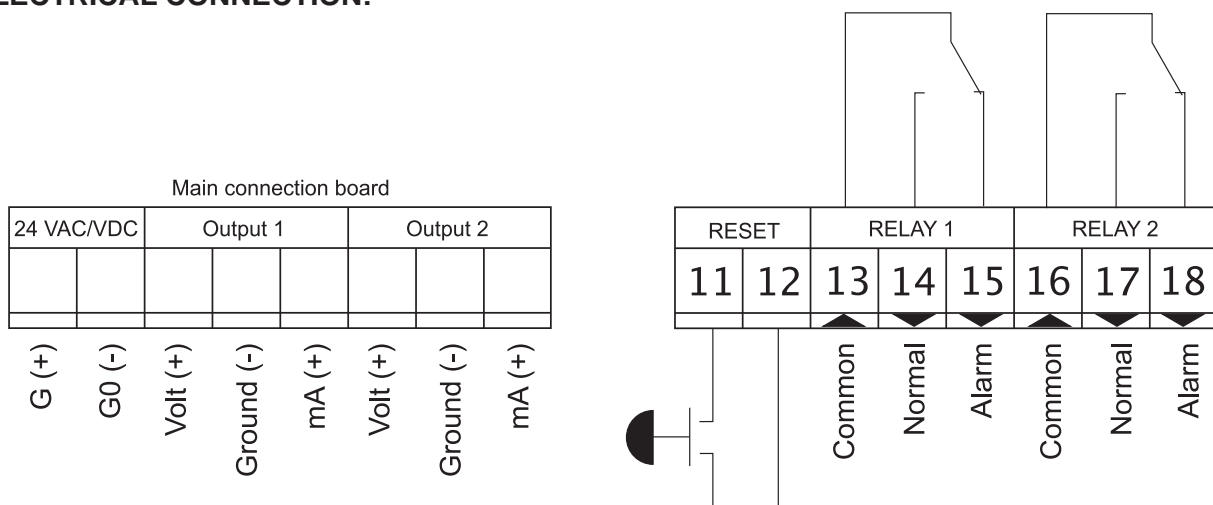 ELECTRICAL CONNECTION:
Main connection board
24 VAC/VDC Output 1 Output 2
G (+) G0 (-) Volt (+) Ground (-) mA (+) Volt (+) Ground (-) mA (+)
RESET RELAY 1 RELAY 2
11 12 13 14 15 16 17 18
Common Normal Alarm Common Normal Alarm